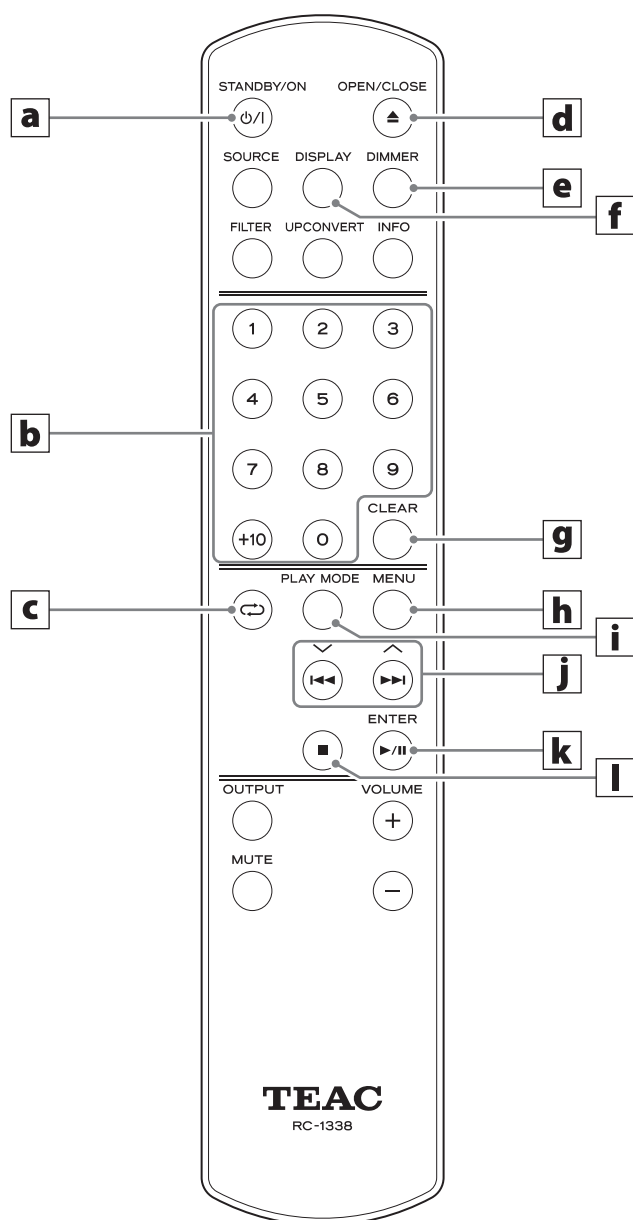 STANDBY/ON OPEN/CLOSE
a d
SOURCE DISPLAY DIMMER
e
f
FILTER UPCONVERT INFO
1 2 3
4 5 6
b
7 8 9
CLEAR
+10 0
g
PLAY MODE MENU
c h
i
j
ENTER
k
l
OUTPUT VOLUME
+
MUTE
−
TEAC
RC-1338